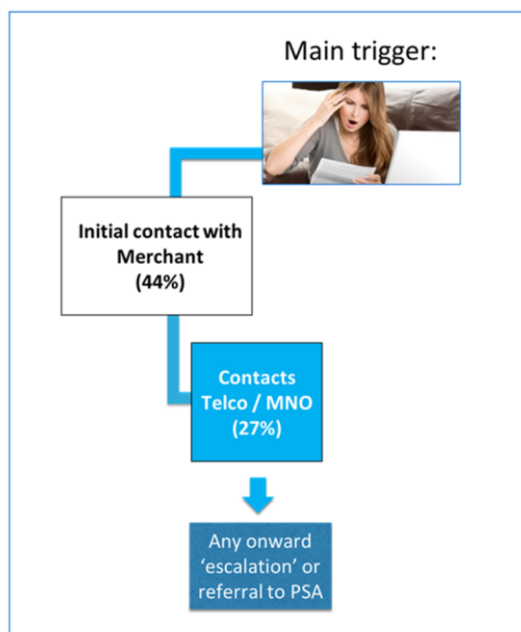 Main trigger:
Initial contact with
Merchant
(44%)
Contacts
Telco / MNO
(27%)
Any onward
‘escalation’ or
referral to PSA